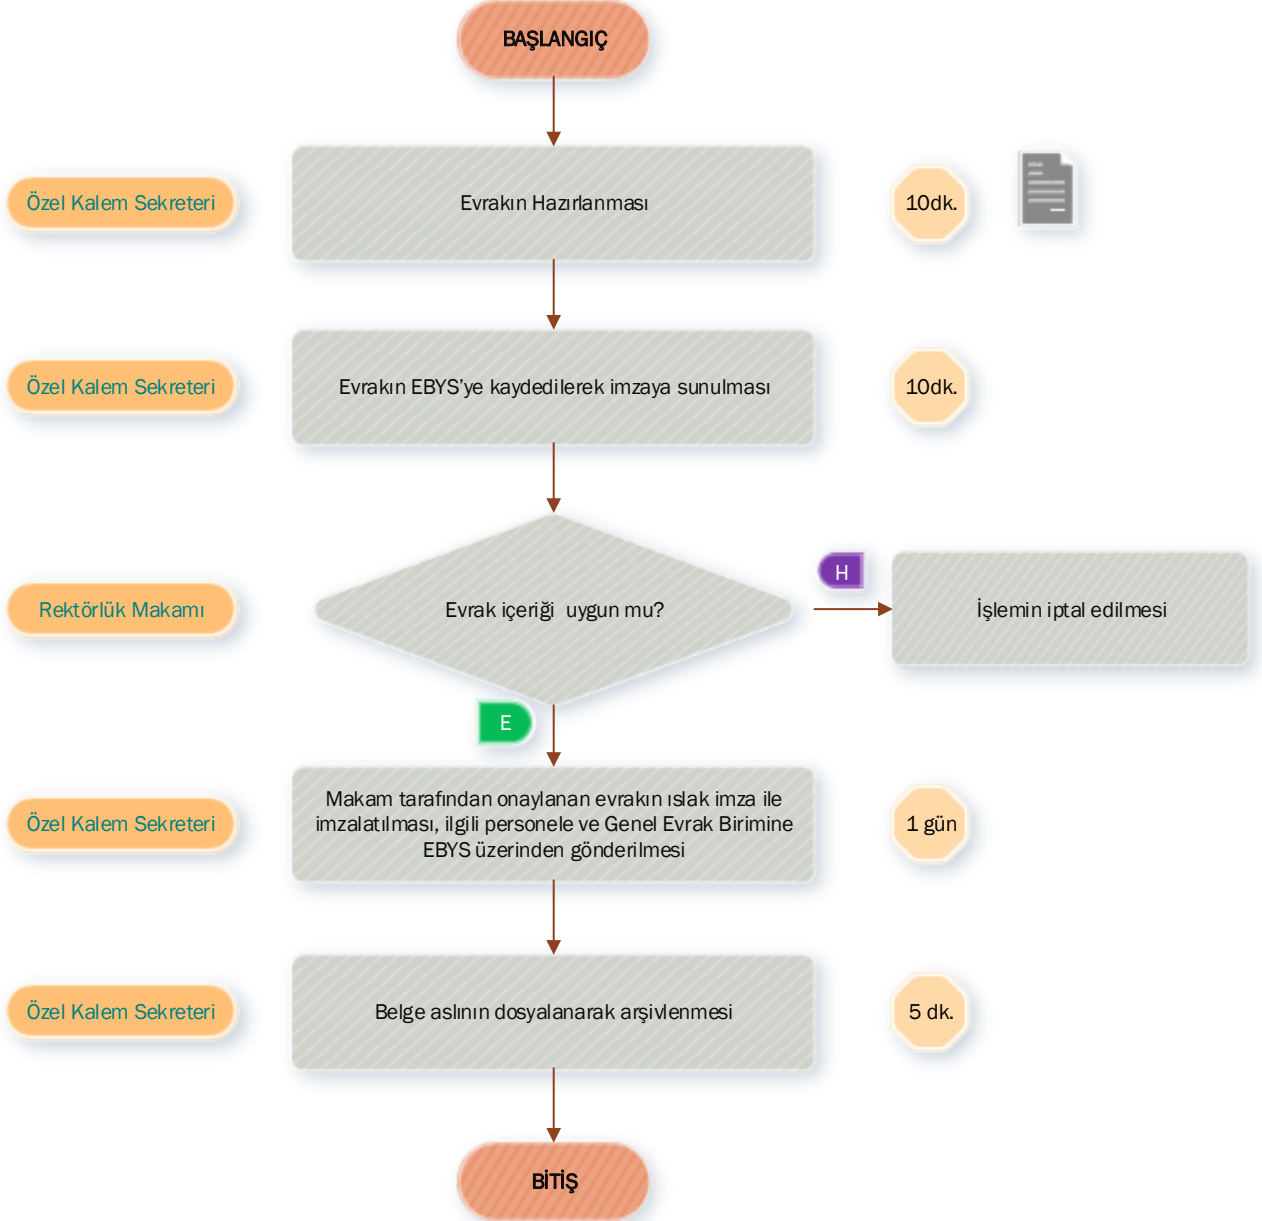 BAŞLANGIÇ
Özel Kalem Sekreteri
Evrakın Hazırlanması
10dk.
Özel Kalem Sekreteri
Evrakın EBYS’ye kaydedilerek imzaya sunulması
10dk.
Rektörlük Makamı
Evrak içeriği uygun mu?
H
İşlemin iptal edilmesi
E
Özel Kalem Sekreteri
Makam tarafından onaylanan evrakın ıslak imza ile
imzalatılması, ilgili personele ve Genel Evrak Birimine
EBYS üzerinden gönderilmesi
1 gün
Özel Kalem Sekreteri
Belge aslının dosyalanarak arşivlenmesi
5 dk.
BİTİŞ